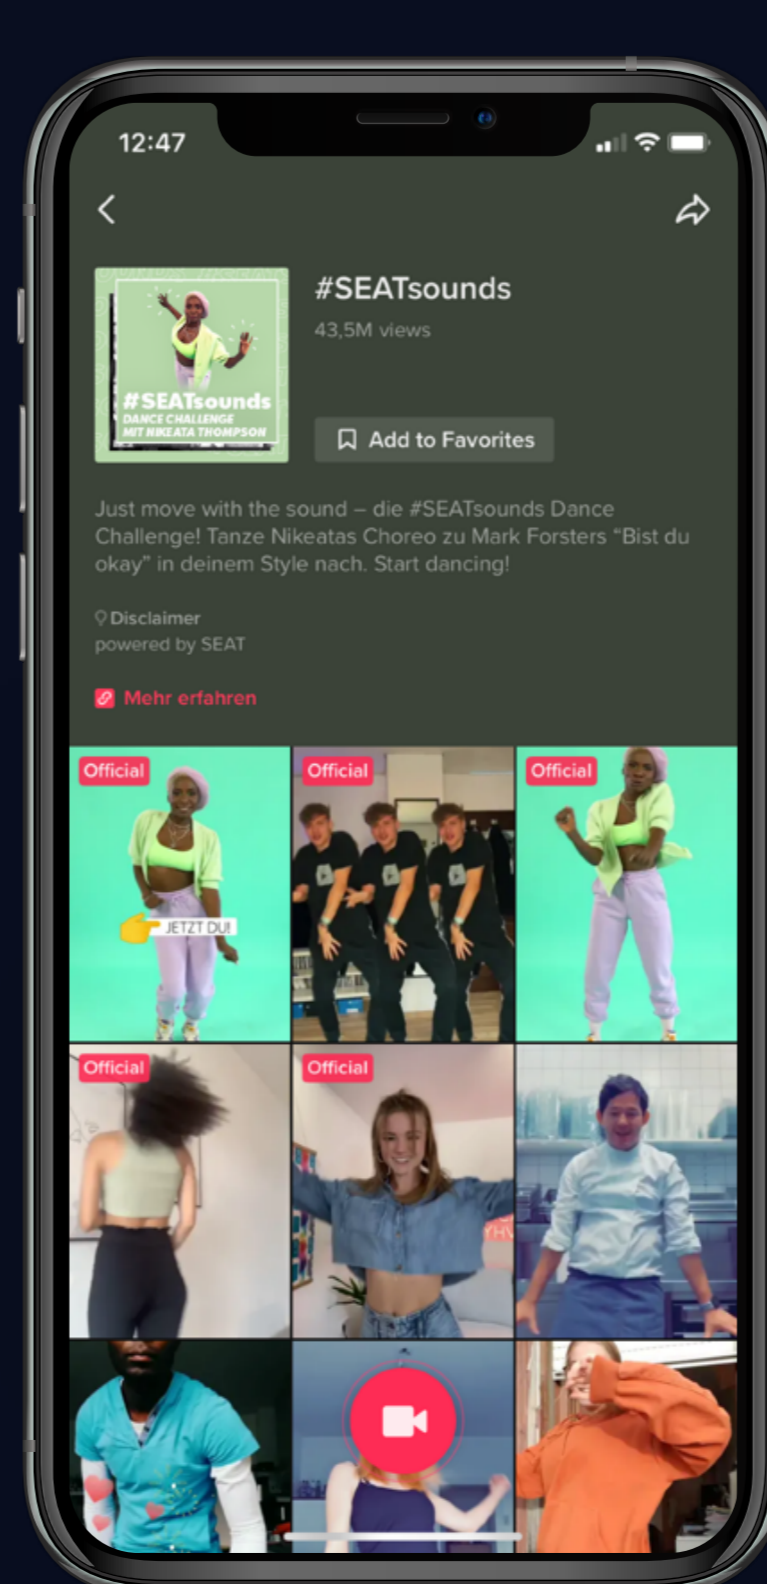 12:47
#SEATsounds
DANCE CHALLENGE
MIT NIKEATA THOMPSON
#SEATsounds
43,5M views
Add to Favorites
Just move with the sound – die #SEATsounds Dance
Challenge! Tanze Nikeatas Choreo zu Mark Forsters “Bist du
okay” in deinem Style nach. Start dancing!
Disclaimer
powered by SEAT
Mehr erfahren
Official
Official
Official
JETZT DU!
Official
Official